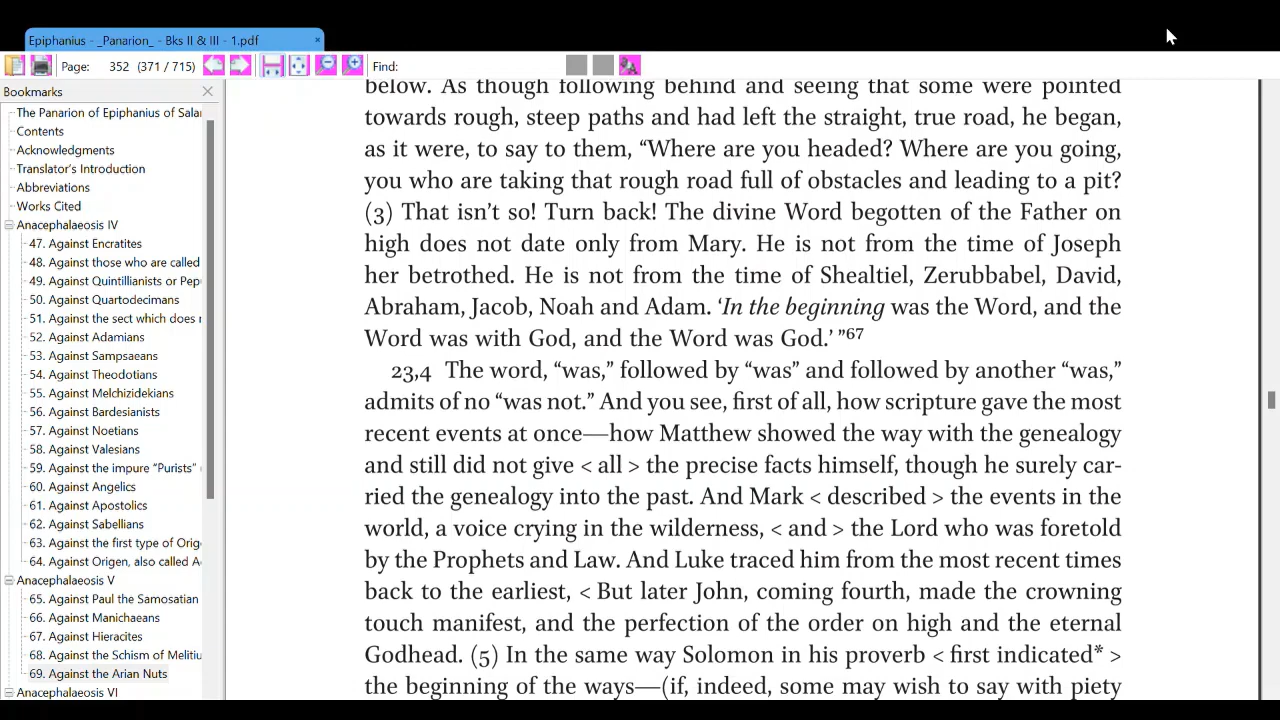 Epiphanius - _Panarion_ - Bks II & III - 1.pdf ×
Page: 352 (371 / 715) Find:
Bookmarks
The Panarion of Epiphanius of Sala
Contents
Acknowledgments
Translator's Introduction
Abbreviations
Works Cited
Anacephalaeosis IV
47. Against Encratites
48. Against those who are called
49. Against Quintillianists or Pep
50. Against Quartodecimans
51. Against the sect which does r
52. Against Adamians
53. Against Sampsaeans
54. Against Theodotians
55. Against Melchizidekians
56. Against Bardesianists
57. Against Noetians
58. Against Valesians
59. Against the impure “Purists” (
60. Against Angelics
61. Against Apostolics
62. Against Sabellians
63. Against the first type of Orig
64. Against Origen, also called A
Anacephalaeosis V
65. Against Paul the Samosatian
66. Against Manichaeans
67. Against Hieracites
68. Against the Schism of Melitiu
69. Against the Arian Nuts
Anacephalaeosis VI
below. As though following behind and seeing that some were pointed
towards rough, steep paths and had left the straight, true road, he began,
as it were, to say to them, “Where are you headed? Where are you going,
you who are taking that rough road full of obstacles and leading to a pit?
(3) That isn’t so! Turn back! The divine Word begotten of the Father on
high does not date only from Mary. He is not from the time of Joseph
her betrothed. He is not from the time of Shealtiel, Zerubbabel, David,
Abraham, Jacob, Noah and Adam. ‘In the beginning was the Word, and the
Word was with God, and the Word was God.’ ”67
23,4 The word, “was,” followed by “was” and followed by another “was,”
admits of no “was not.” And you see, first of all, how scripture gave the most
recent events at once—how Matthew showed the way with the genealogy
and still did not give < all > the precise facts himself, though he surely car-
ried the genealogy into the past. And Mark < described > the events in the
world, a voice crying in the wilderness, < and > the Lord who was foretold
by the Prophets and Law. And Luke traced him from the most recent times
back to the earliest, < But later John, coming fourth, made the crowning
touch manifest, and the perfection of the order on high and the eternal
Godhead. (5) In the same way Solomon in his proverb < first indicated* >
the beginning of the ways—(if, indeed, some may wish to say with piety